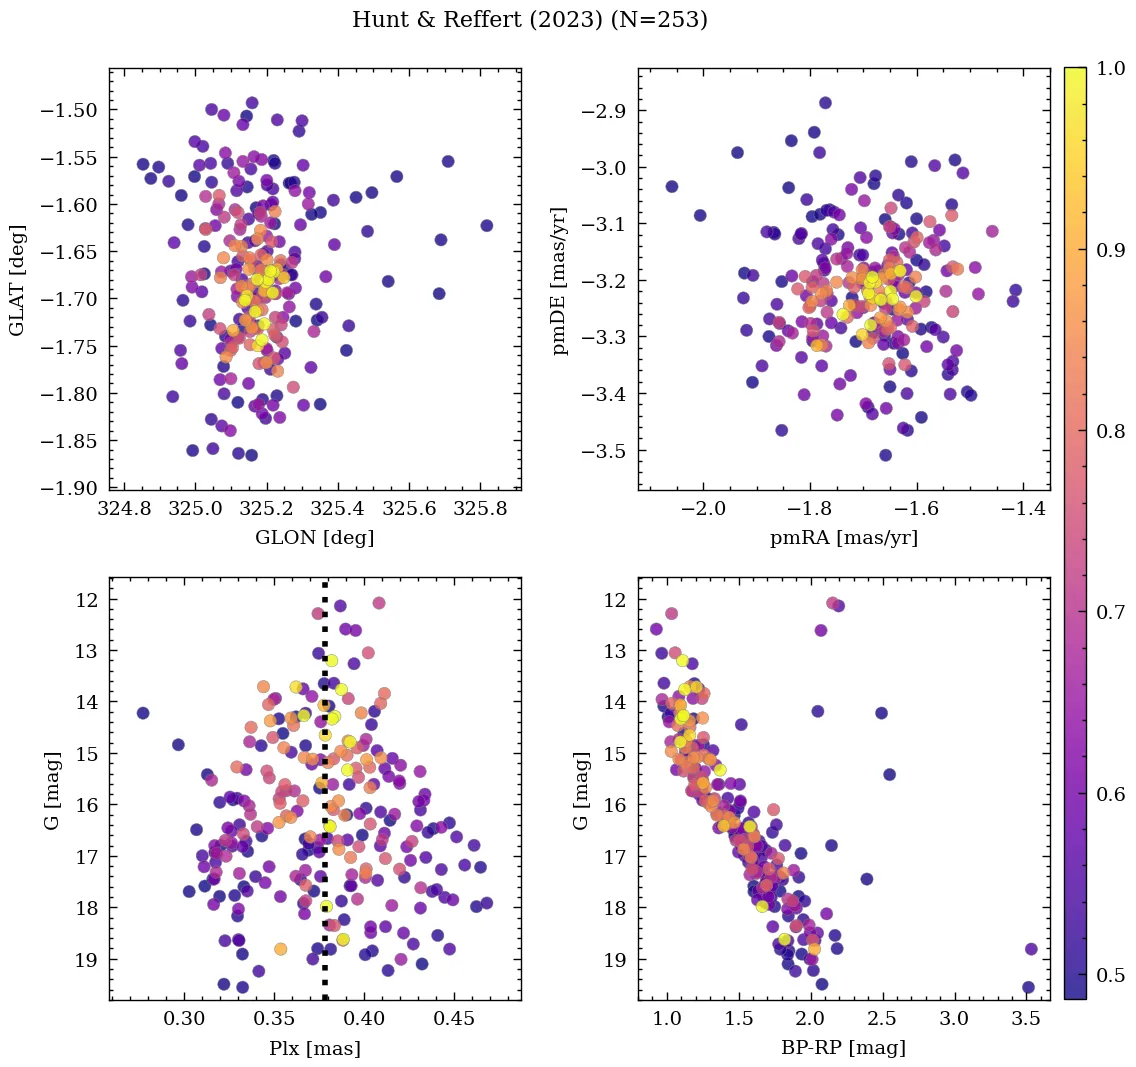 Hunt & Reffert (2023) (N=253)
−1.50
−1.55
−1.60
−1.65
−1.70
−1.75
−1.80
−1.85
−1.90
GLAT [deg]
324.8 325.0 325.2 325.4 325.6 325.8
GLON [deg]
−2.9
−3.0
−3.1
−3.2
−3.3
−3.4
−3.5
pmDE [mas/yr]
−2.0 −1.8 −1.6 −1.4
pmRA [mas/yr]
12
13
14
15
16
17
18
19
G [mag]
0.30 0.35 0.40 0.45
Plx [mas]
12
13
14
15
16
17
18
19
G [mag]
1.0 1.5 2.0 2.5 3.0 3.5
BP-RP [mag]
1.0
0.9
0.8
0.7
0.6
0.5